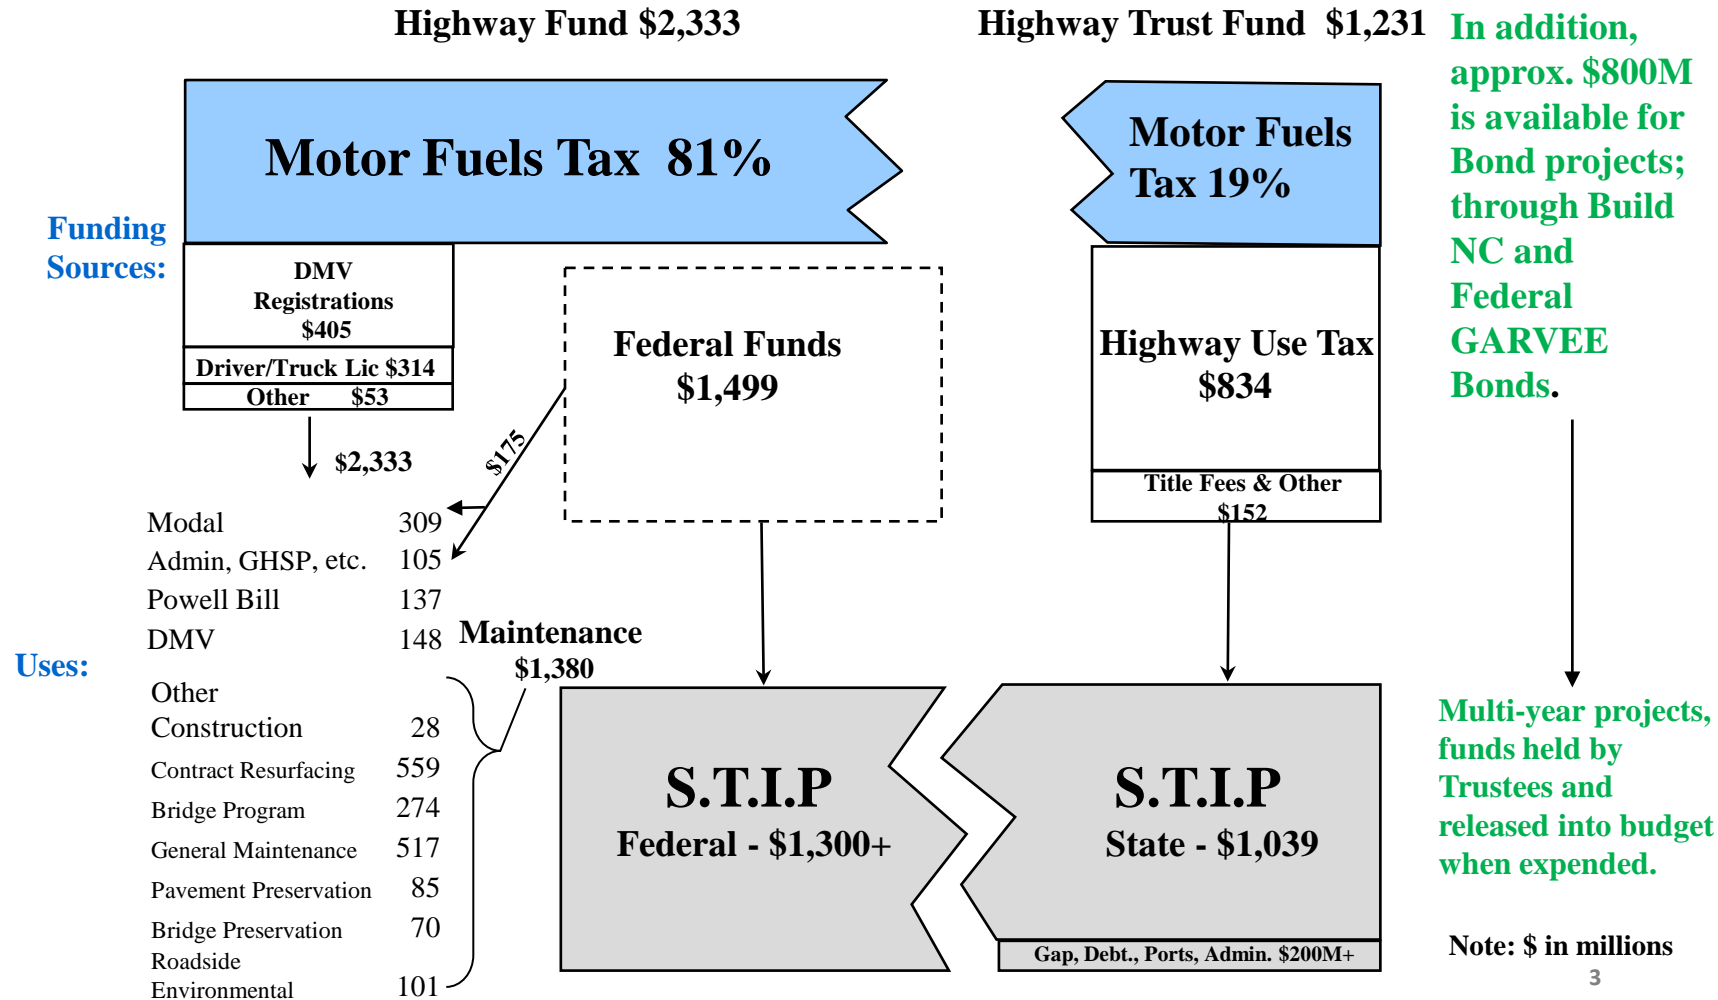 Highway Fund $2,333
Highway Trust Fund $1,231
In addition,
approx. $800M
is available for
Bond projects;
through Build
NC and
Federal
GARVEE
Bonds.
Motor Fuels Tax 81%
Motor Fuels
Tax 19%
Funding
Sources:
DMV
Registrations
$405
Driver/Truck Lic $314
Other $53
Federal Funds
$1,499
Highway Use Tax
$834
Title Fees & Other
$152
$2,333
$175
Modal 309
Admin, GHSP, etc. 105
Powell Bill 137
DMV 148
Maintenance
$1,380
Uses:
Other
Construction 28
Contract Resurfacing 559
Bridge Program 274
General Maintenance 517
Pavement Preservation 85
Bridge Preservation 70
Roadside
Environmental 101
S.T.I.P
Federal - $1,300+
S.T.I.P
State - $1,039
Gap, Debt., Ports, Admin. $200M+
Multi-year projects,
funds held by
Trustees and
released into budget
when expended.
Note: $ in millions
3